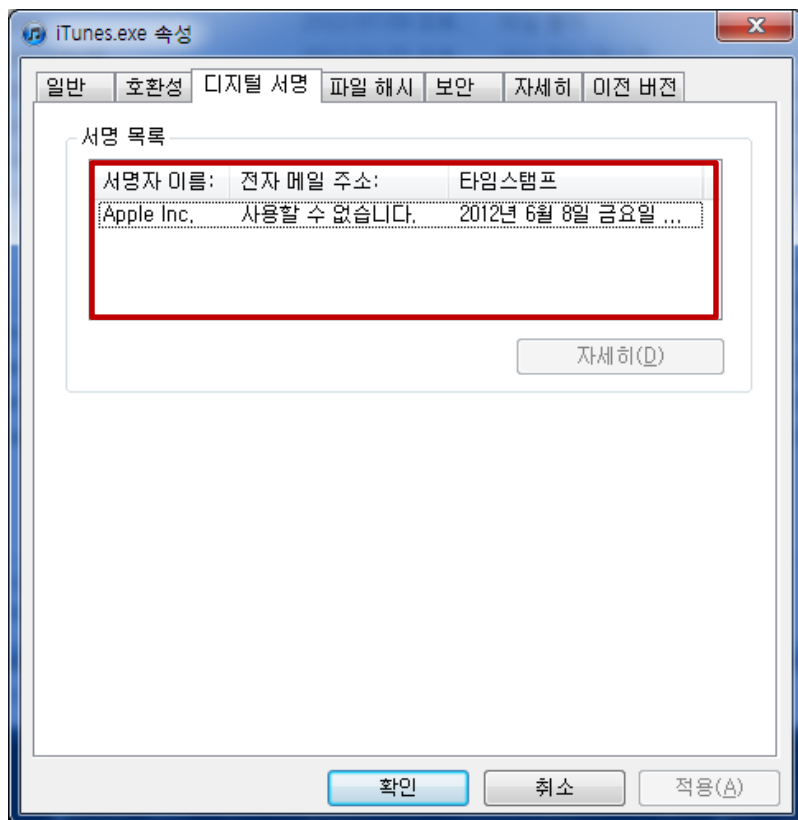 iTunes.exe 속성
일반 호환성 디지털 서명 파일 해시 보안 자세히 이전 버전
서명 목록
서명자 이름: 전자 메일 주소: 타임스탬프
Apple Inc. 사용할 수 없습니다. 2012년 6월 8일 금요일 ...
자세히(D)
확인 취소 적용(A)